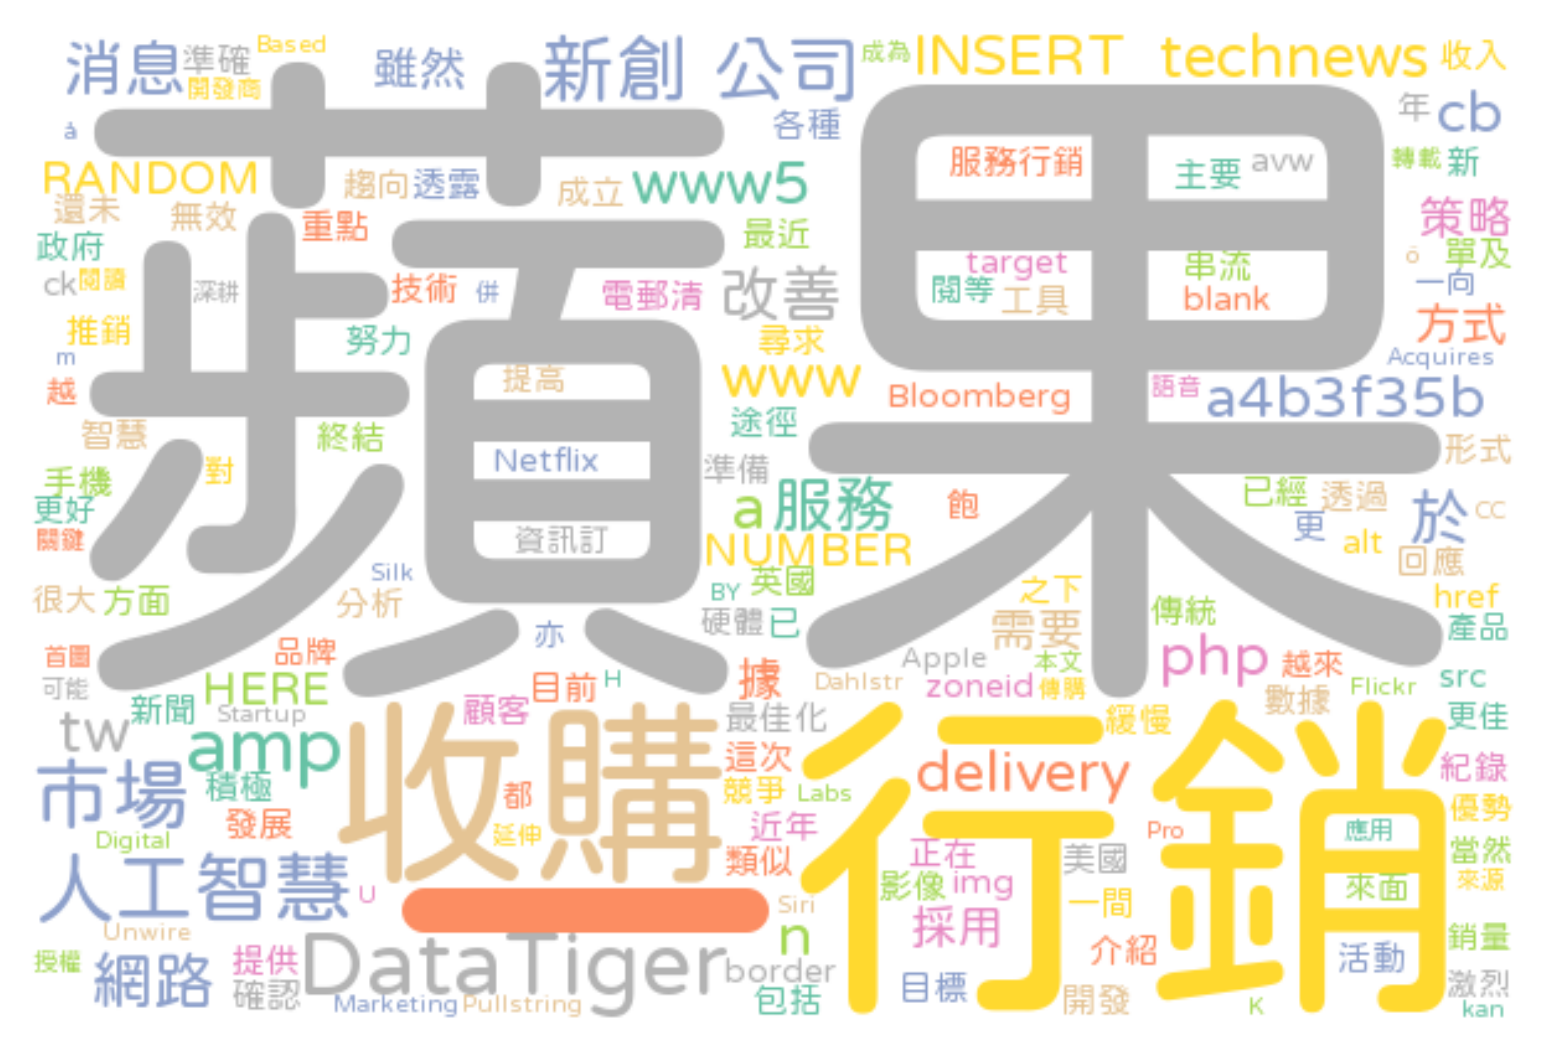 消息
準確
Based
開發商
雖然
新創
公司
成為
INSERT
technews
收入
蘋果
各種
年
cb
RANDOM
趨向
透露
成立
www5
服務行銷
主要
avw
轉載
新
還未
無效
重點
最近
策略
政府
ck
閱讀
深耕
技術
併
電郵清
改善
target
閱等
工具
串流
blank
單及
一向
推銷
m
努力
尋求
方式
Acquires
越
提高
www
Bloomberg
語音
a4b3f35b
智慧
對
終結
Netflix
途徑
準備
形式
手機
更好
關鍵
資訊訂
a
服務
飽
已經
透過
更
於
CC
NUMBER
alt
回應
很大
方面
Silk
分析
BY
英國
之下
href
首圖
品牌
亦
硬體
已
需要
傳統
產品
可能
新聞
HERE
目前
H
據
Apple
本文
php
越來
Dahlstr
zoneid
傳購
Flickr
src
tw
Startup
顧客
最佳化
緩慢
數據
更佳
amp
收購
行銷
市場
積極
這次
delivery
紀錄
發展
都
競爭
Labs
優勢
Digital
延伸
近年
Pro
應用
人工智慧
U
類似
正在
美國
當然
影像
img
來面
來源
Unwire
一
Siri
採用
一間
授權
網路
提供
DataTiger
n
介紹
活動
銷量
確認
border
目標
激烈
Marketing
Pullstring
包括
開發
K
kan